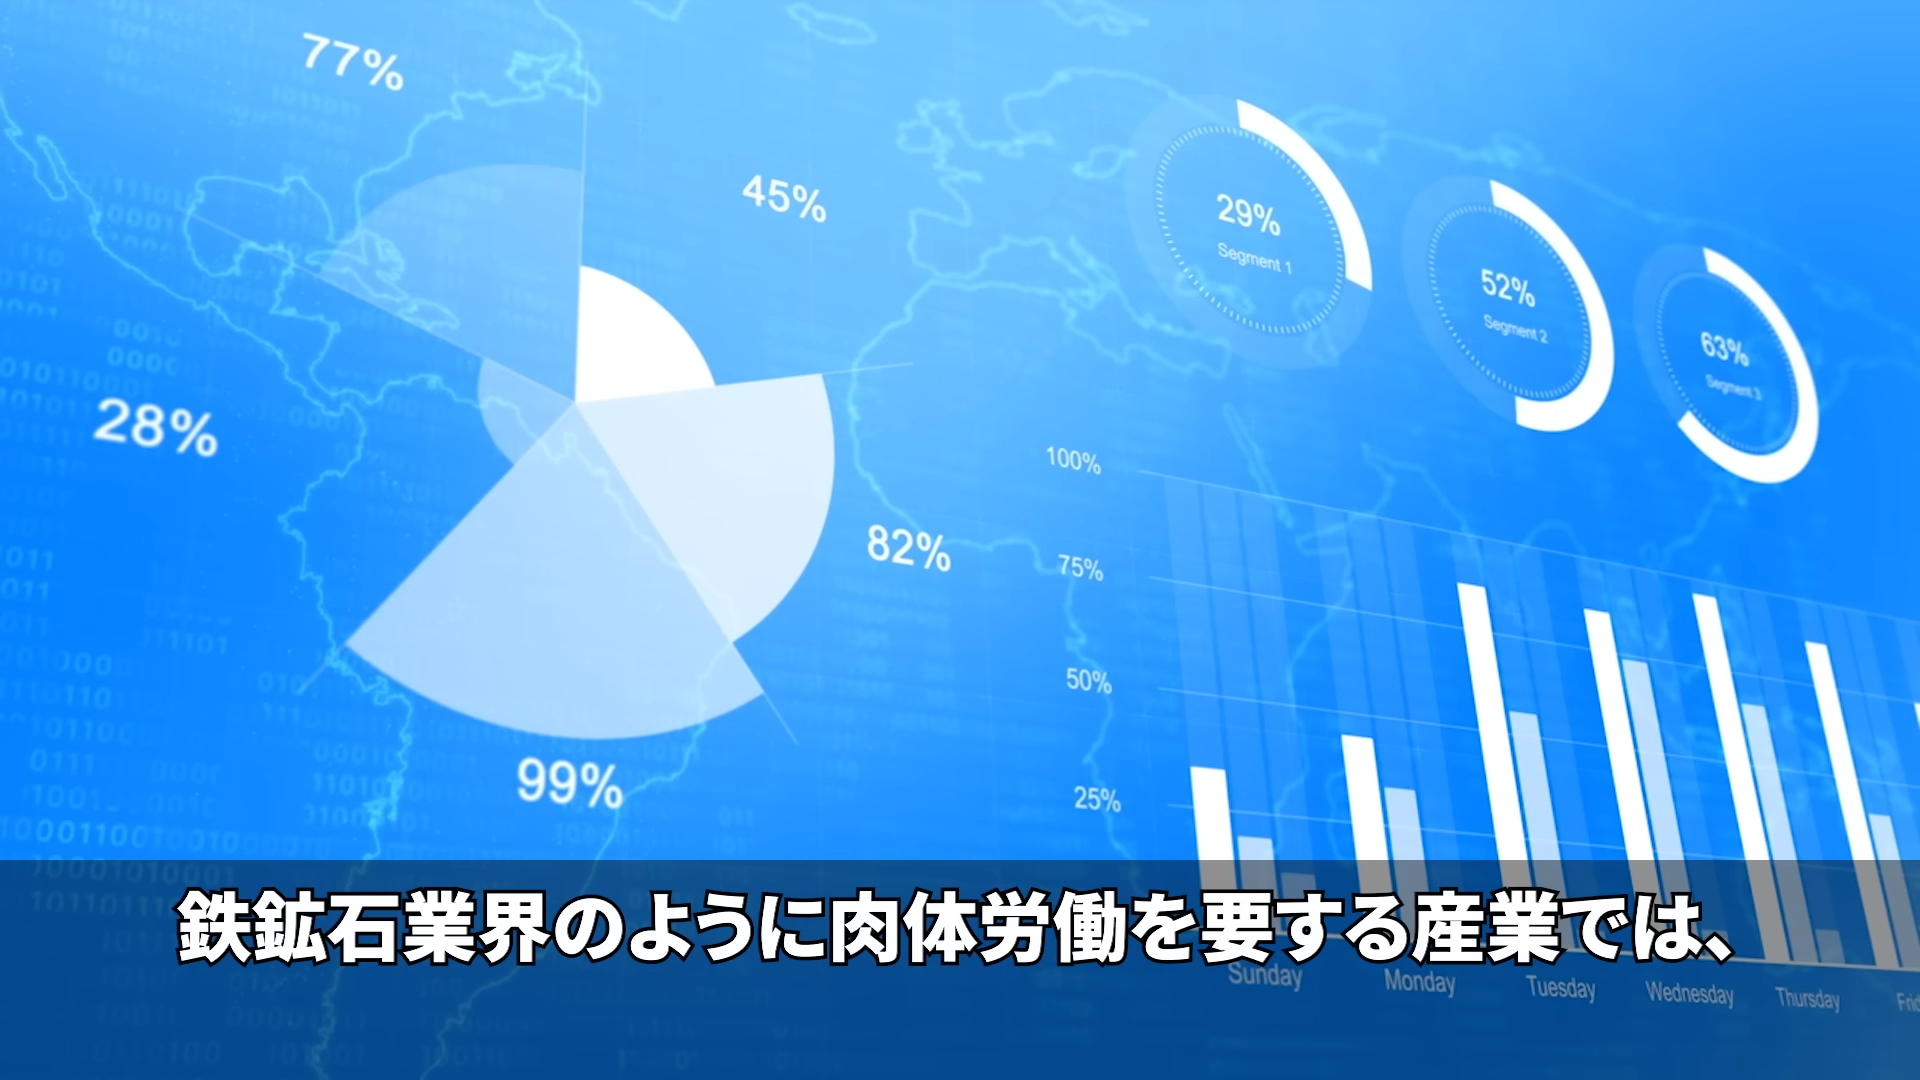 77%
45%
28%
82%
99%
29%
Segment 1
52%
Segment 2
63%
Segment 3
100%
75%
50%
25%
Sunday
Monday
Tuesday
Wednesday
Thursday
鉄鉱石業界のように肉体労働を要する産業では、